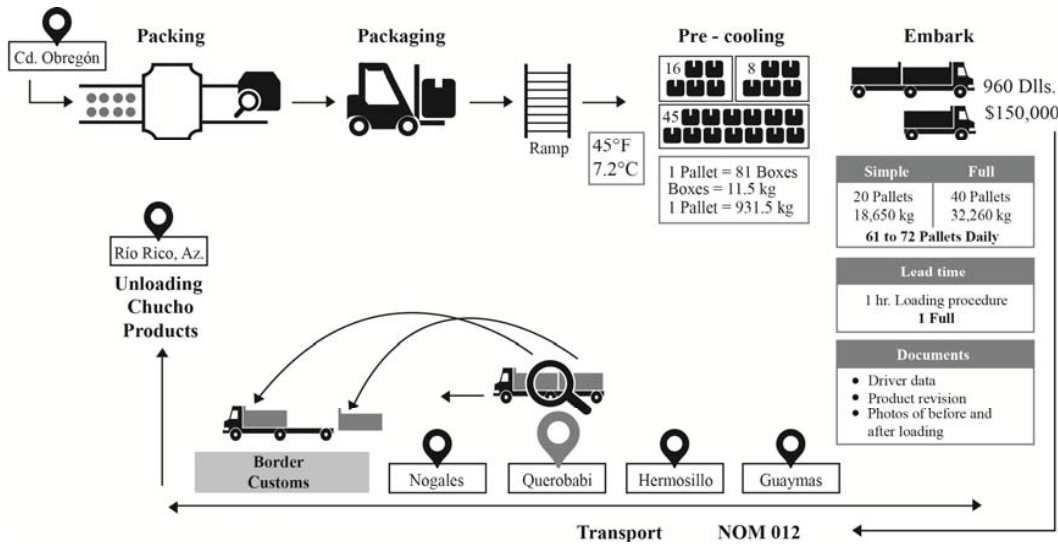 Packing
Packaging
Pre - cooling
Embark
Cd. Obregón
16
8
45
960 Dlls.
$150,000
Ramp
45°F
7.2°C
1 Pallet = 81 Boxes
Boxes = 11.5 kg
1 Pallet = 931.5 kg
Simple
Full
20 Pallets
40 Pallets
18,650 kg
32,260 kg
61 to 72 Pallets Daily
Lead time
1 hr. Loading procedure
1 Full
Documents
• Driver data
• Product revision
• Photos of before and
after loading
Río Rico, Az.
Unloading
Chucho
Products
Border
Customs
Nogales
Querobabi
Hermosillo
Guaymas
Transport
NOM 012